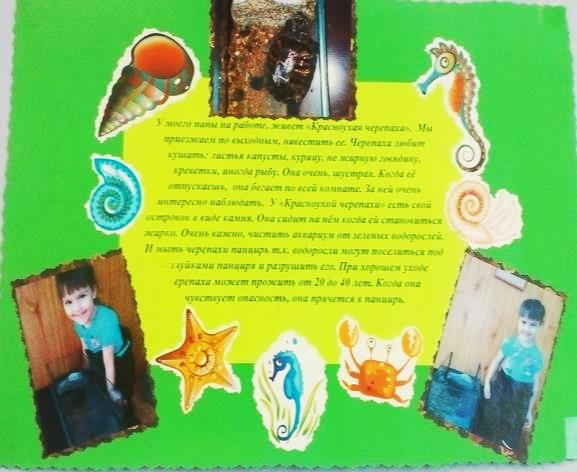 У моего папы на работе, живет «Красноухая черепаха». Мы
приезжаем по выходным, навестить ее. Черепаха любит
кушать: листья капусты, курицу, не жирную говядину,
креветки, иногда рыбу. Она очень, шустрая. Когда её
отпускаешь, она бегает по всей комнате. За ней очень
интересно наблюдать. У «Красноухой черепахи» есть свой
островок в виде камня. Она сидит на нём когда ей становиться
жарко. Очень важно, чистить аквариум от зеленых водорослей.
И мыть черепахи панцирь т.к. водоросли могут поселиться под
панциря и разрушить его. При хорошем уходе
ерепаха может прожить от 20 до 40 лет. Когда она
чувствует опасность, она прячется в панцирь.